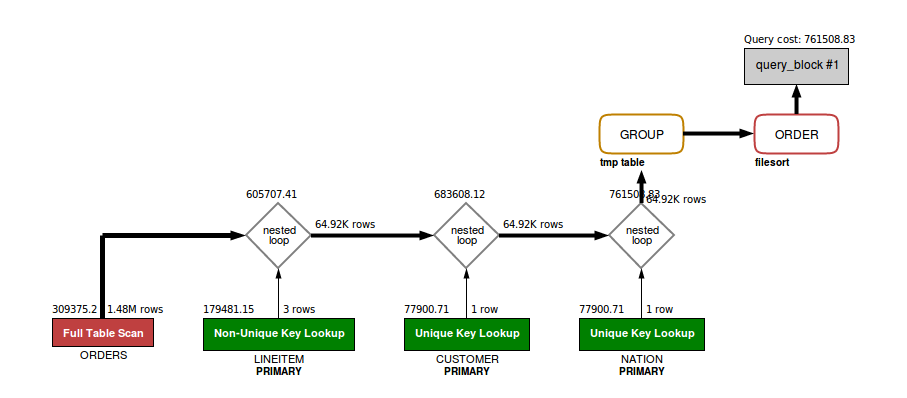 Query cost: 761508.83
query_block #1
GROUP
ORDER
tmp table
filesort
605707.41
683608.12
761508.83
64.92K rows
nested
loop
64.92K rows
nested
loop
64.92K rows
nested
loop
309375.2
1.48M rows
179481.15
3 rows
77900.71
1 row
77900.71
1 row
Full Table Scan
Non-Unique Key Lookup
Unique Key Lookup
Unique Key Lookup
ORDERS
LINEITEM
PRIMARY
CUSTOMER
PRIMARY
NATION
PRIMARY